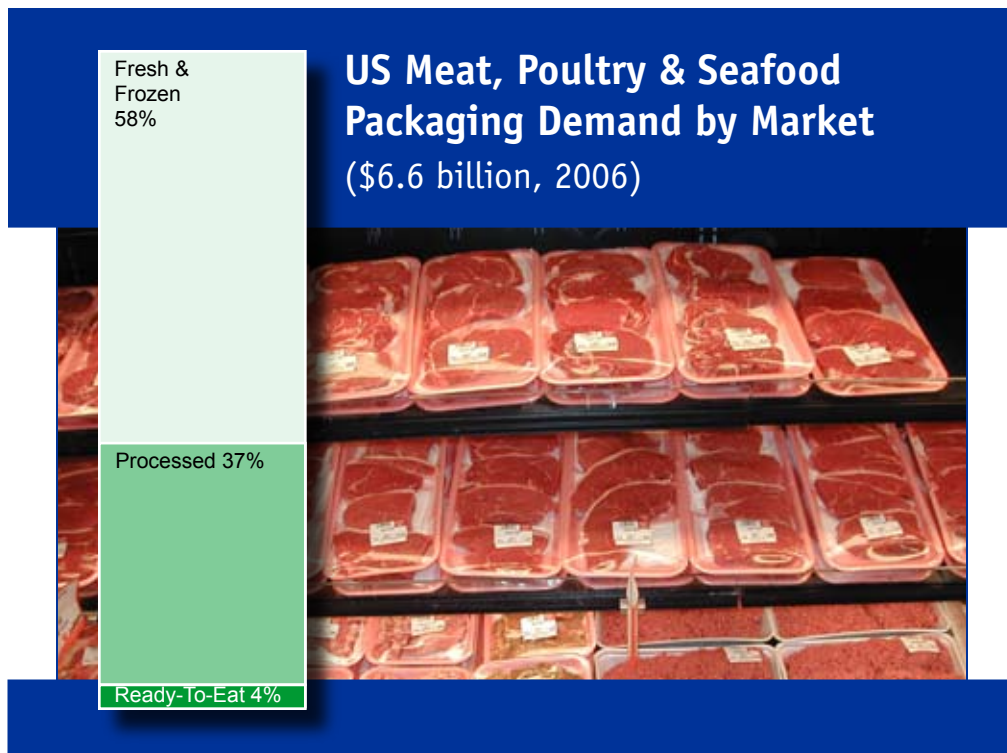 US Meat, Poultry & Seafood
Packaging Demand by Market
($6.6 billion, 2006)
Fresh &
Frozen
58%
Processed 37%
Ready-To-Eat 4%